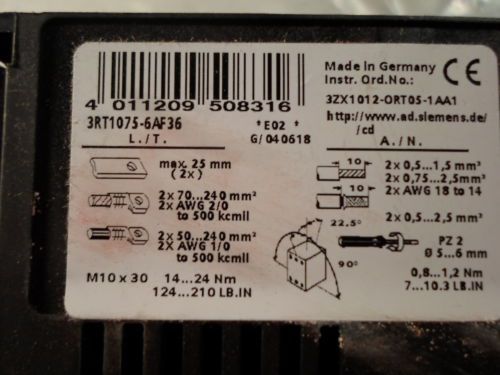 Made in Germany
Instr. Ord.No.:
CE
4 011209 508316
3ZX1012-0RT05-1AA1
3RT1075-6AF36
*E02 *
http://www.ad.siemens.de/
/cd
L./T.
G/040618
A./N.
max. 25 mm
(2x)
10
2x 0,5...1,5 mm²
2x 0,75...2,5mm²
10
2x AWG 18 to 14
2x 70...240 mm²
2x AWG 2/0
to 500 kcmil
2x 0,5...2,5 mm²
22.5°
2x 50...240 mm²
2x AWG 1/0
to 500 kcmil
PZ 2
Ø 5...6 mm
90°
M10 x 30
14...24 Nm
0,8...1,2 Nm
124...210 LB.IN
7...10.3 LB.IN